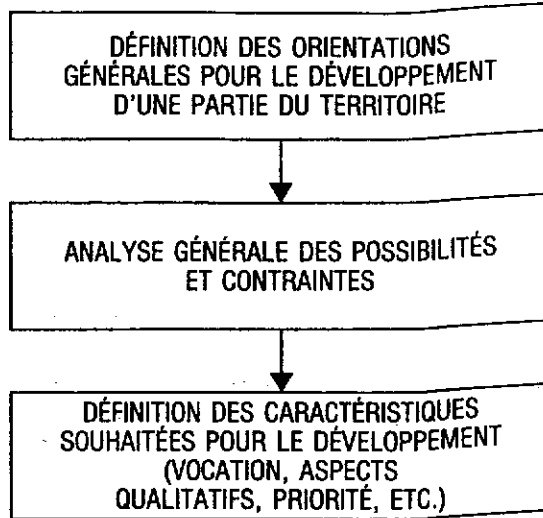 DÉFINITION DES ORIENTATIONS
GÉNÉRALES POUR LE DÉVELOPPEMENT
D'UNE PARTIE DU TERRITOIRE
ANALYSE GÉNÉRALE DES POSSIBILITÉS
ET CONTRAINTES
DÉFINITION DES CARACTÉRISTIQUES
SOUHAITÉES POUR LE DÉVELOPPEMENT
(VOCATION, ASPECTS
QUALITATIFS, PRIORITÉ, ETC.)